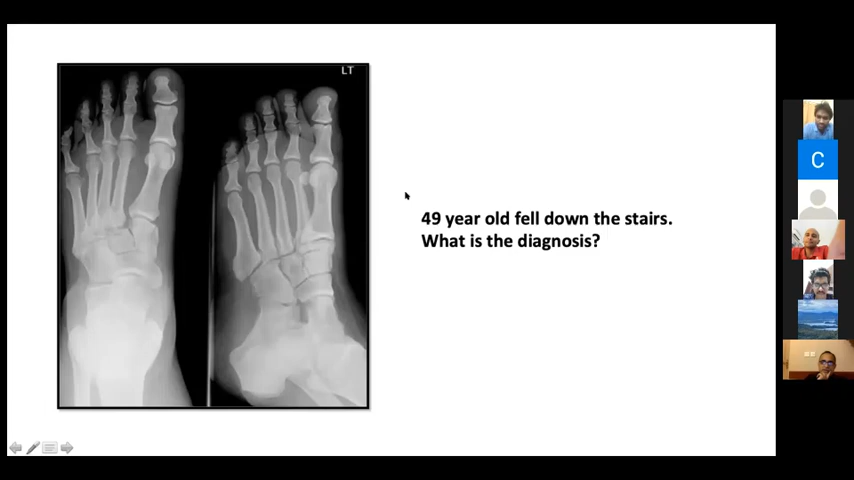 LT
49 year old fell down the stairs.
What is the diagnosis?
C